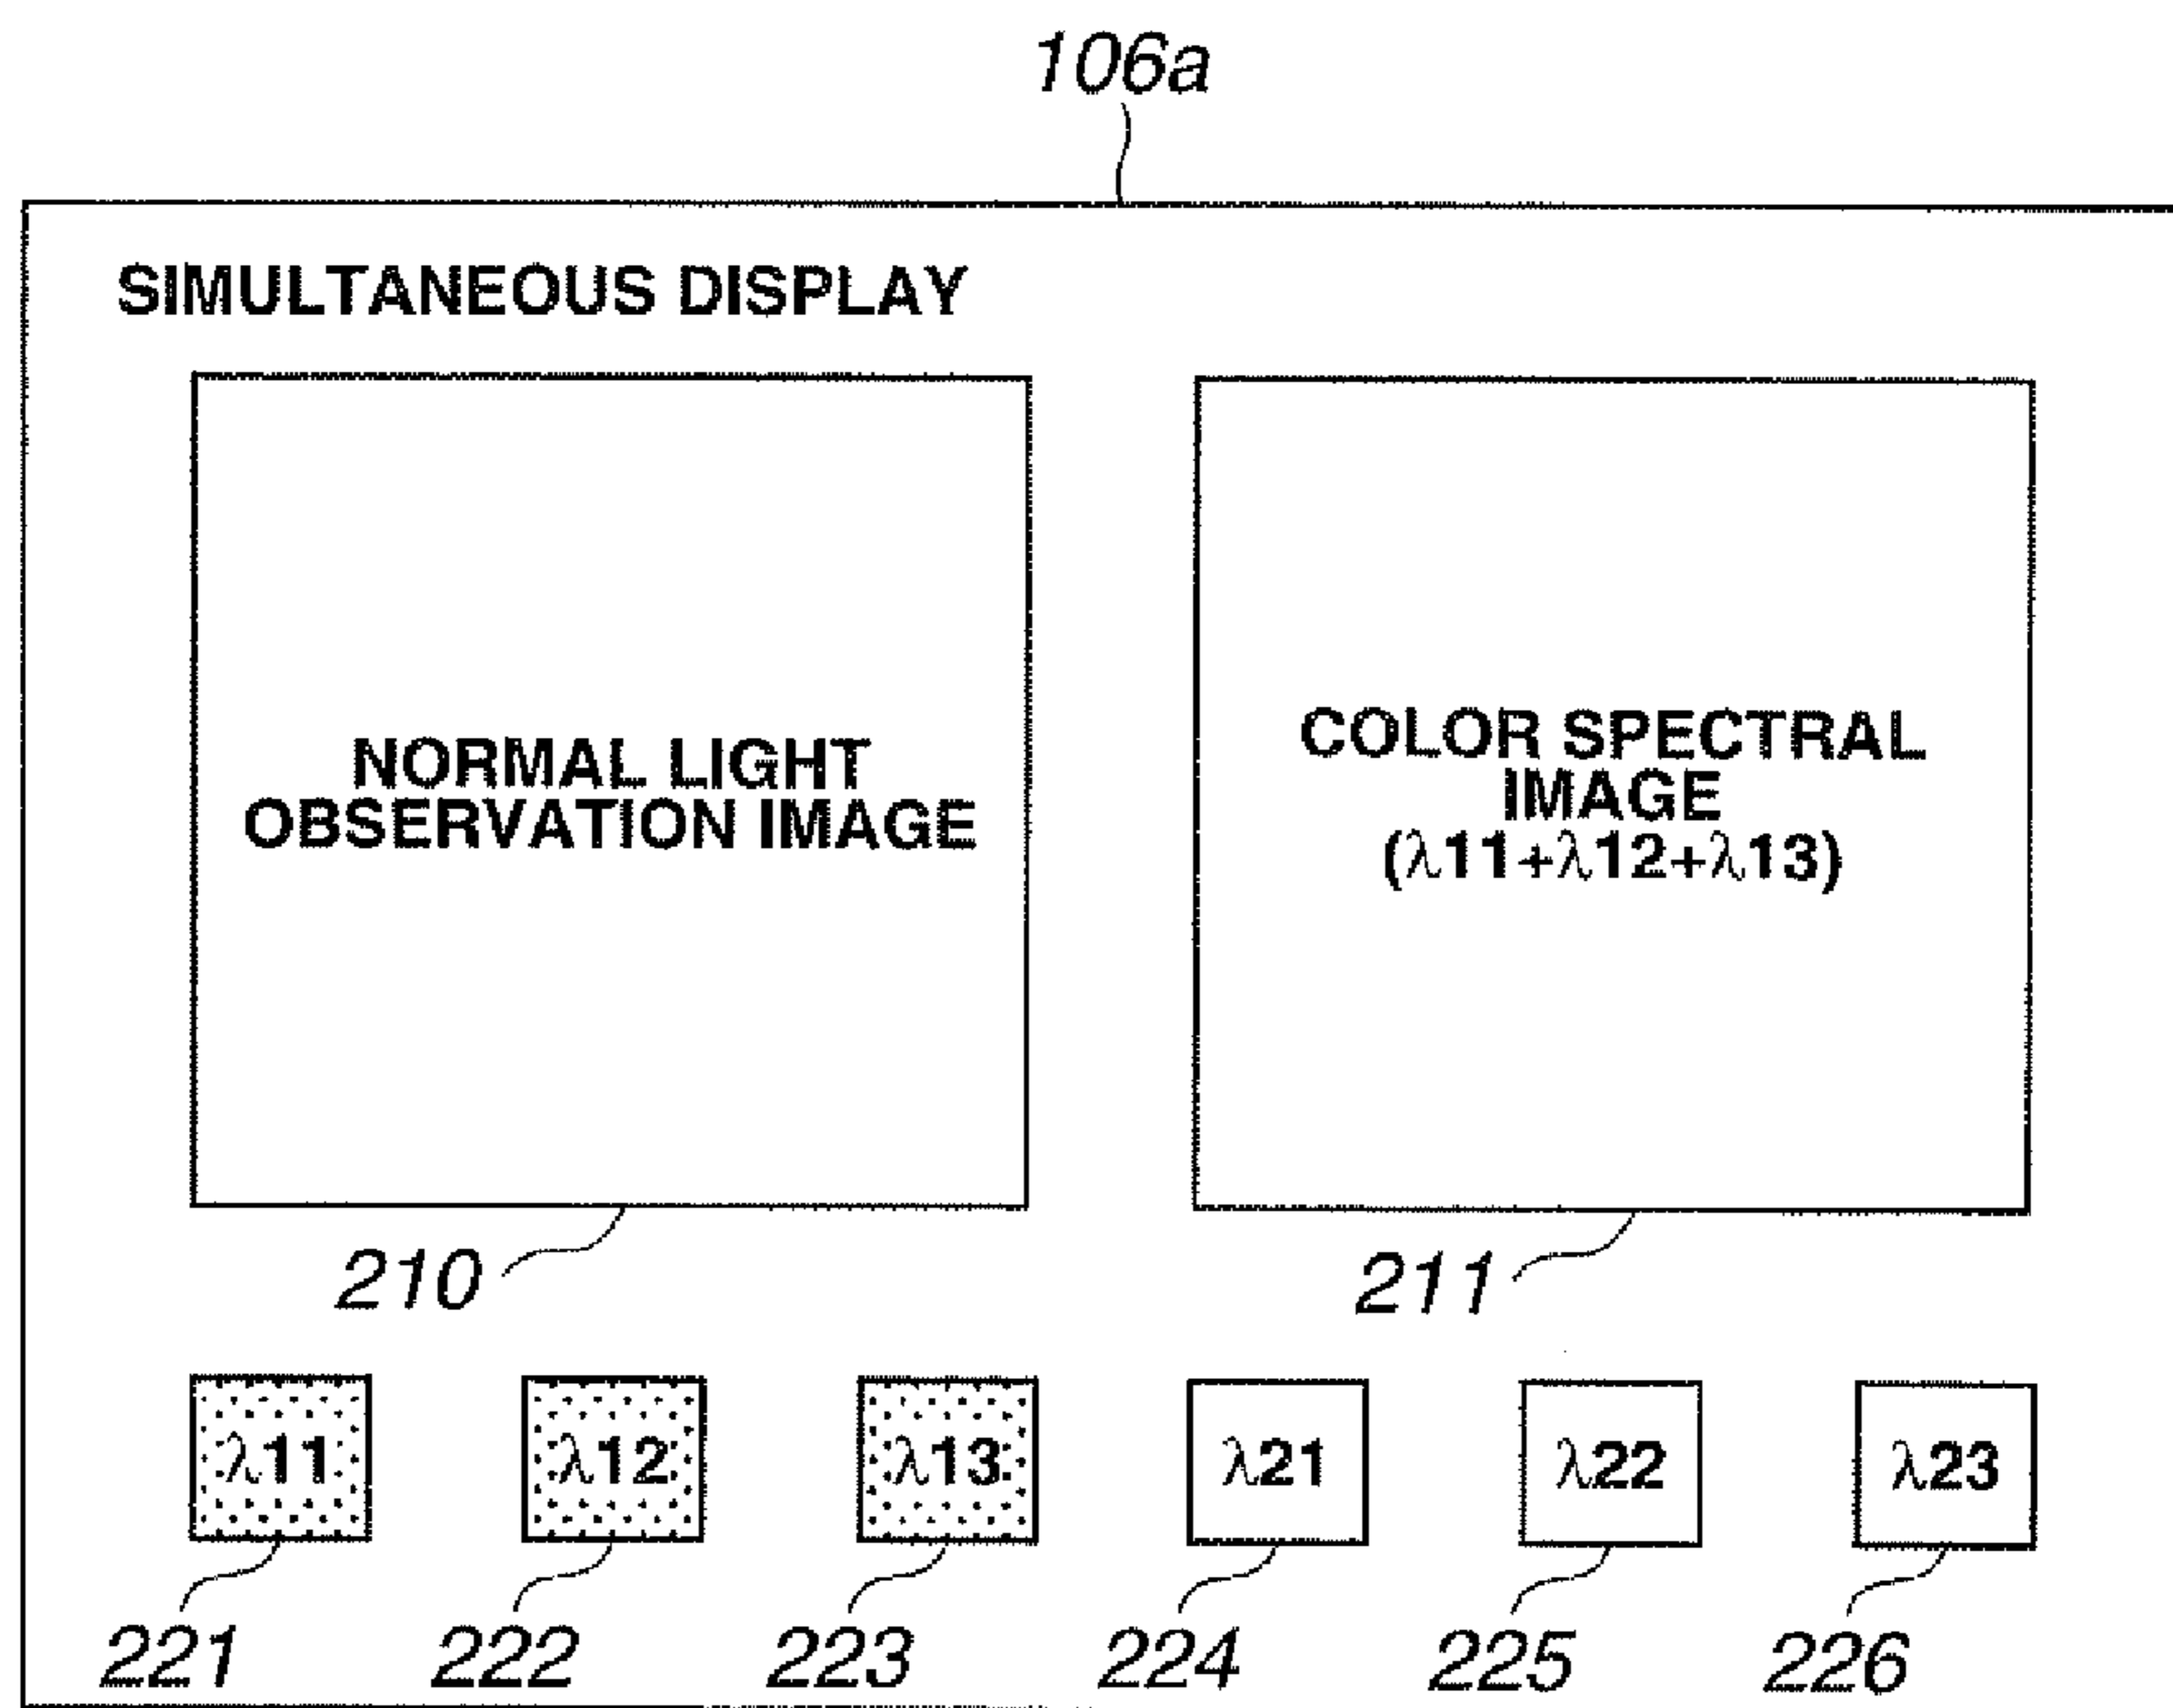 106a
SIMULTANEOUS DISPLAY
NORMAL LIGHT
OBSERVATION IMAGE
COLOR SPECTRAL
IMAGE
(λ11+λ12+λ13)
210
211
λ11
λ12
λ13
λ21
λ22
λ23
221
222
223
224
225
226